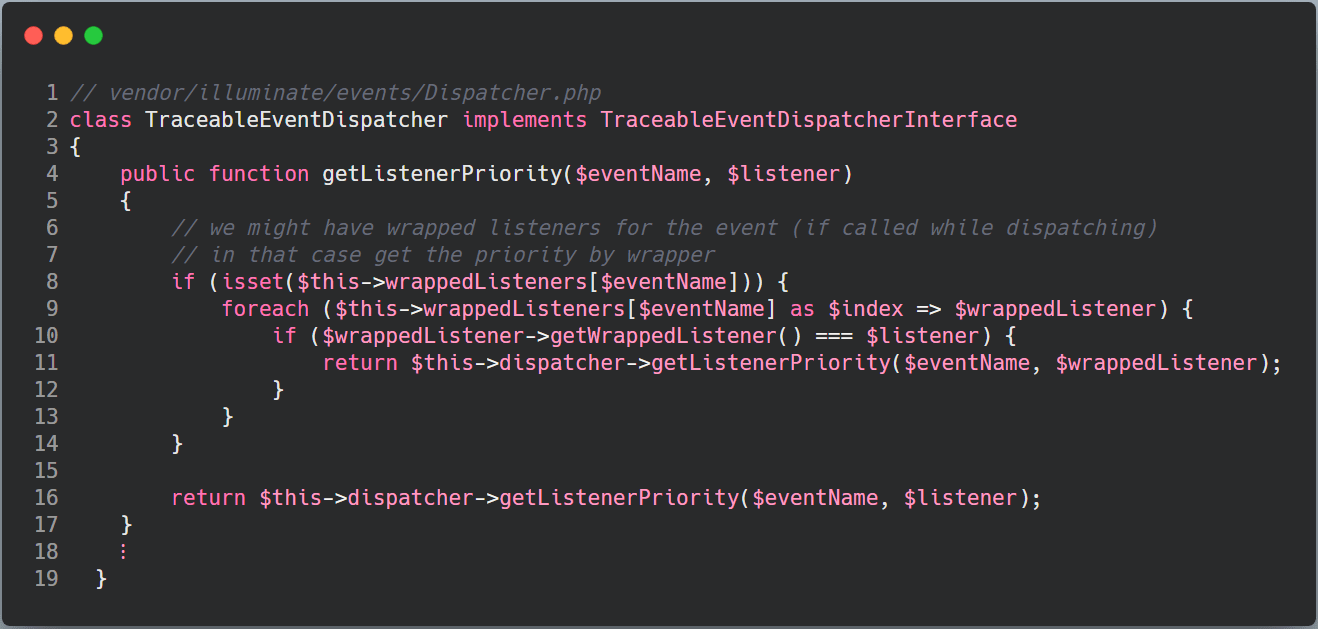 1 // vendor/illuminate/events/Dispatcher.php
2 class TraceableEventDispatcher implements TraceableEventDispatcherInterface
3 {
4     public function getListenerPriority($eventName, $listener)
5     {
6         // we might have wrapped listeners for the event (if called while dispatching)
7         // in that case get the priority by wrapper
8         if (isset($this->wrappedListeners[$eventName])) {
9             foreach ($this->wrappedListeners[$eventName] as $index => $wrappedListener) {
10                 if ($wrappedListener->getWrappedListener() === $listener) {
11                     return $this->dispatcher->getListenerPriority($eventName, $wrappedListener);
12                 }
13             }
14         }
15
16         return $this->dispatcher->getListenerPriority($eventName, $listener);
17     }
18     ⋮
19   }